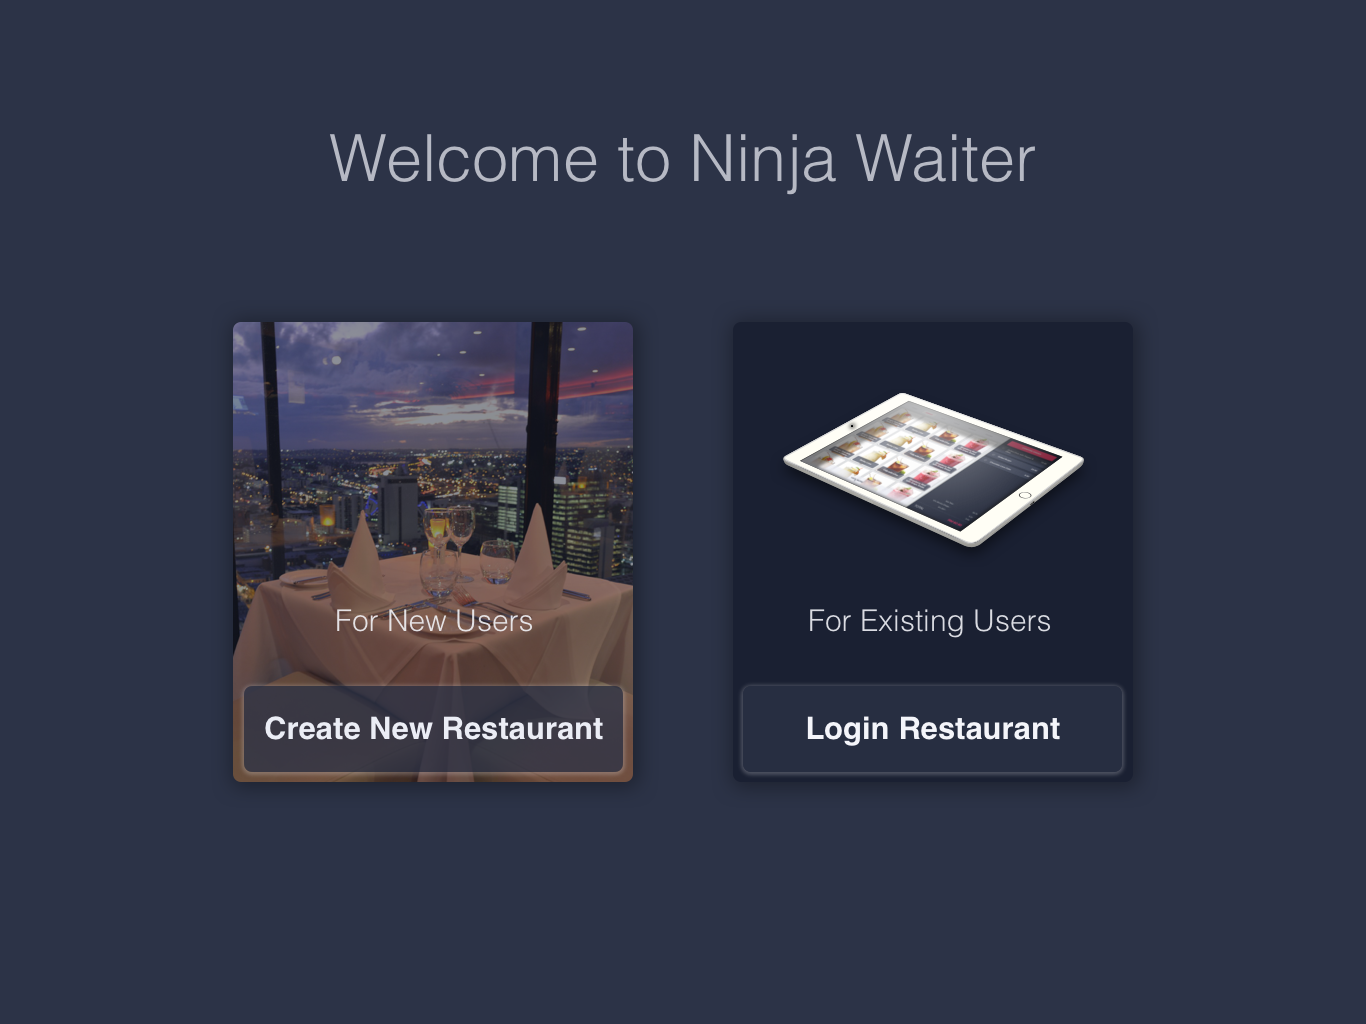 Welcome to Ninja Waiter
For New Users
Create New Restaurant
For Existing Users
Login Restaurant